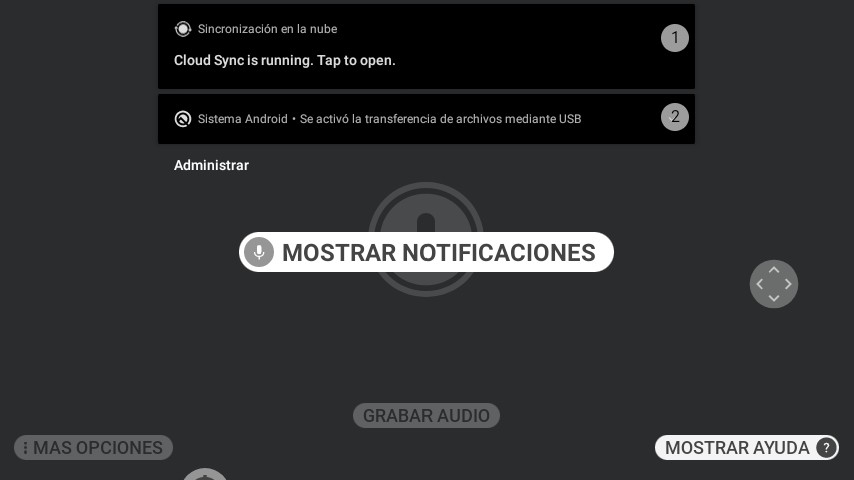 Sincronización en la nube
1
Cloud Sync is running. Tap to open.
Sistema Android • Se activó la transferencia de archivos mediante USB
2
Administrar
MOSTRAR NOTIFICACIONES
GRABAR AUDIO
MAS OPCIONES
MOSTRAR AYUDA ?